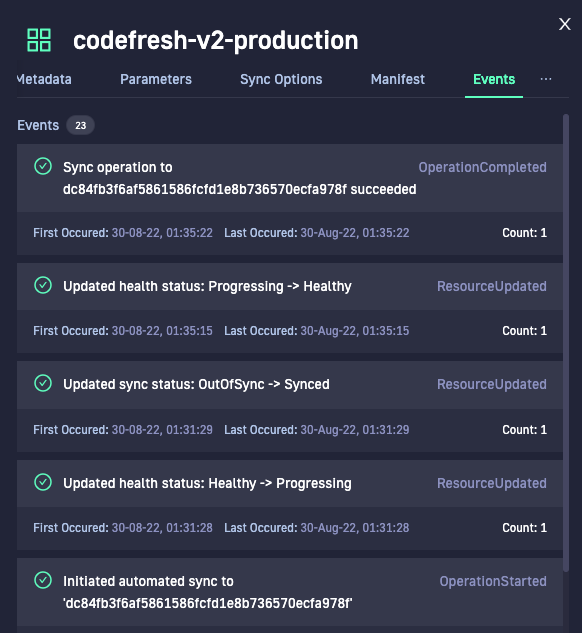 X
codefresh-v2-production
Metadata Parameters Sync Options Manifest Events ...
Events 23
Sync operation to OperationCompleted
dc84fb3f6af5861586fcfd1e8b736570ecfa978f succeeded
First Occured: 30-08-22, 01:35:22 Last Occured: 30-Aug-22, 01:35:22 Count: 1
Updated health status: Progressing -> Healthy ResourceUpdated
First Occured: 30-08-22, 01:35:15 Last Occured: 30-Aug-22, 01:35:15 Count: 1
Updated sync status: OutOfSync -> Synced ResourceUpdated
First Occured: 30-08-22, 01:31:29 Last Occured: 30-Aug-22, 01:31:29 Count: 1
Updated health status: Healthy -> Progressing ResourceUpdated
First Occured: 30-08-22, 01:31:28 Last Occured: 30-Aug-22, 01:31:28 Count: 1
Initiated automated sync to OperationStarted
'dc84fb3f6af5861586fcfd1e8b736570ecfa978f'